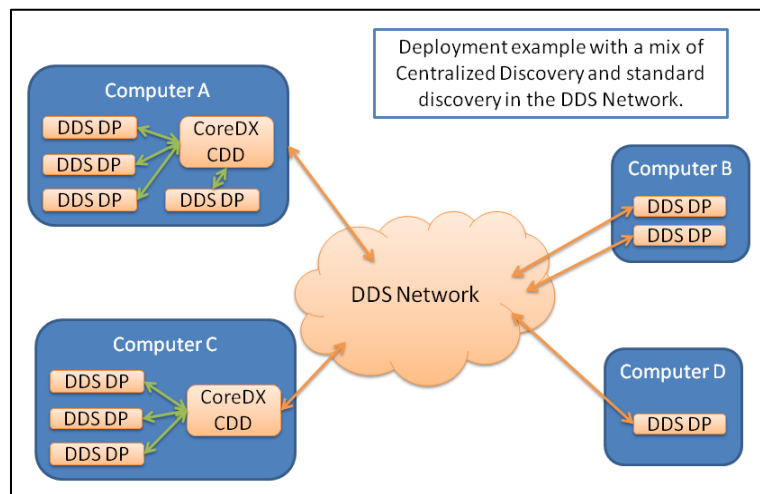 Deployment example with a mix of
Centralized Discovery and standard
discovery in the DDS Network.
Computer A
DDS DP
DDS DP
DDS DP
CoreDX
CDD
DDS DP
Computer B
DDS DP
DDS DP
DDS Network
Computer C
DDS DP
DDS DP
DDS DP
CoreDX
CDD
Computer D
DDS DP